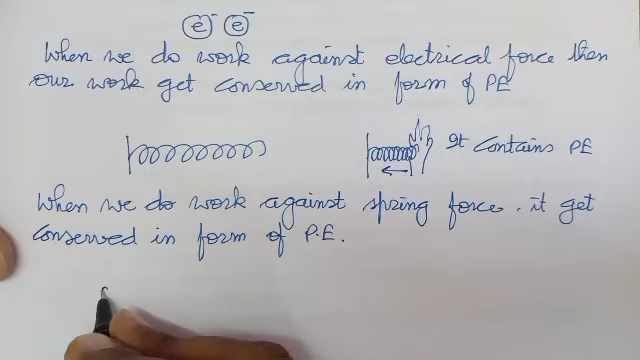 e⁻ e⁻
When we do work against electrical force then
our work get conserved in form of PE
It contains PE
When we do work against spring force. it get
conserved in form of P.E.